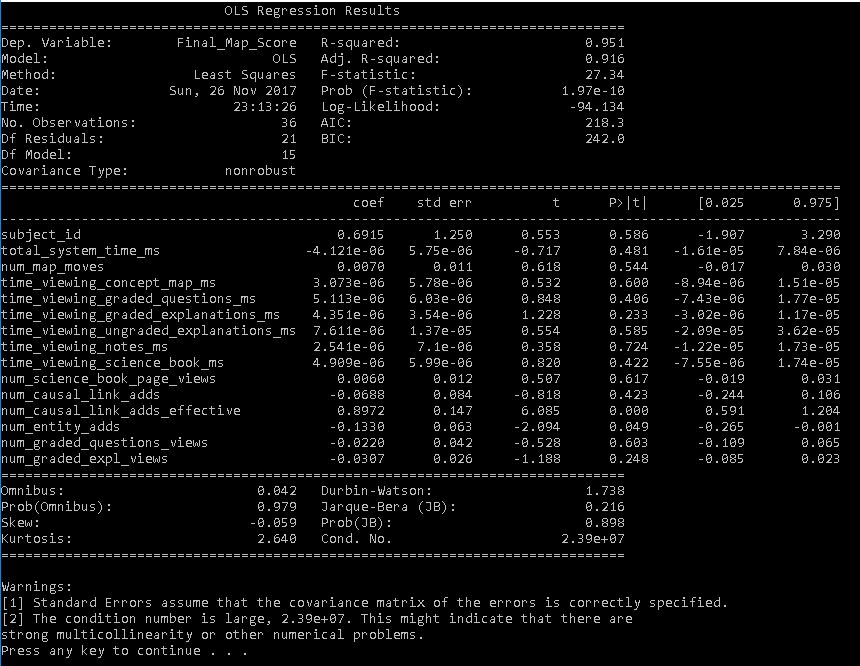 OLS Regression Results
==============================================================================
Dep. Variable: Final_Map_Score R-squared: 0.951
Model: OLS Adj. R-squared: 0.916
Method: Least Squares F-statistic: 27.34
Date: Sun, 26 Nov 2017 Prob (F-statistic): 1.97e-10
Time: 23:13:26 Log-Likelihood: -94.134
No. Observations: 36 AIC: 218.3
Df Residuals: 21 BIC: 242.0
Df Model: 15
Covariance Type: nonrobust
=========================================================================================================
coef std err t P>|t| [0.025 0.975]
---------------------------------------------------------------------------------------------------------
subject_id 0.6915 1.250 0.553 0.586 -1.907 3.290
total_system_time_ms -4.121e-06 5.75e-06 -0.717 0.481 -1.61e-05 7.84e-06
num_map_moves 0.0070 0.011 0.618 0.544 -0.017 0.030
time_viewing_concept_map_ms 3.073e-06 5.78e-06 0.532 0.600 -8.94e-06 1.51e-05
time_viewing_graded_questions_ms 5.113e-06 6.03e-06 0.848 0.406 -7.43e-06 1.77e-05
time_viewing_graded_explanations_ms 4.351e-06 3.54e-06 1.228 0.233 -3.02e-06 1.17e-05
time_viewing_ungraded_explanations_ms 7.611e-06 1.37e-05 0.554 0.585 -2.09e-05 3.62e-05
time_viewing_notes_ms 2.541e-06 7.1e-06 0.358 0.724 -1.22e-05 1.73e-05
time_viewing_science_book_ms 4.909e-06 5.99e-06 0.820 0.422 -7.55e-06 1.74e-05
num_science_book_page_views 0.0060 0.012 0.507 0.617 -0.019 0.031
num_causal_link_adds -0.0688 0.084 -0.818 0.423 -0.244 0.106
num_causal_link_adds_effective 0.8972 0.147 6.085 0.000 0.591 1.204
num_entity_adds -0.1330 0.063 -2.094 0.049 -0.265 -0.001
num_graded_questions_views -0.0220 0.042 -0.528 0.603 -0.109 0.065
num_graded_expl_views -0.0307 0.026 -1.188 0.248 -0.085 0.023
==============================================================================
Omnibus: 0.042 Durbin-Watson: 1.738
Prob(Omnibus): 0.979 Jarque-Bera (JB): 0.216
Skew: -0.059 Prob(JB): 0.898
Kurtosis: 2.640 Cond. No. 2.39e+07
==============================================================================
Warnings:
[1] Standard Errors assume that the covariance matrix of the errors is correctly specified.
[2] The condition number is large, 2.39e+07. This might indicate that there are
strong multicollinearity or other numerical problems.
Press any key to continue . . .